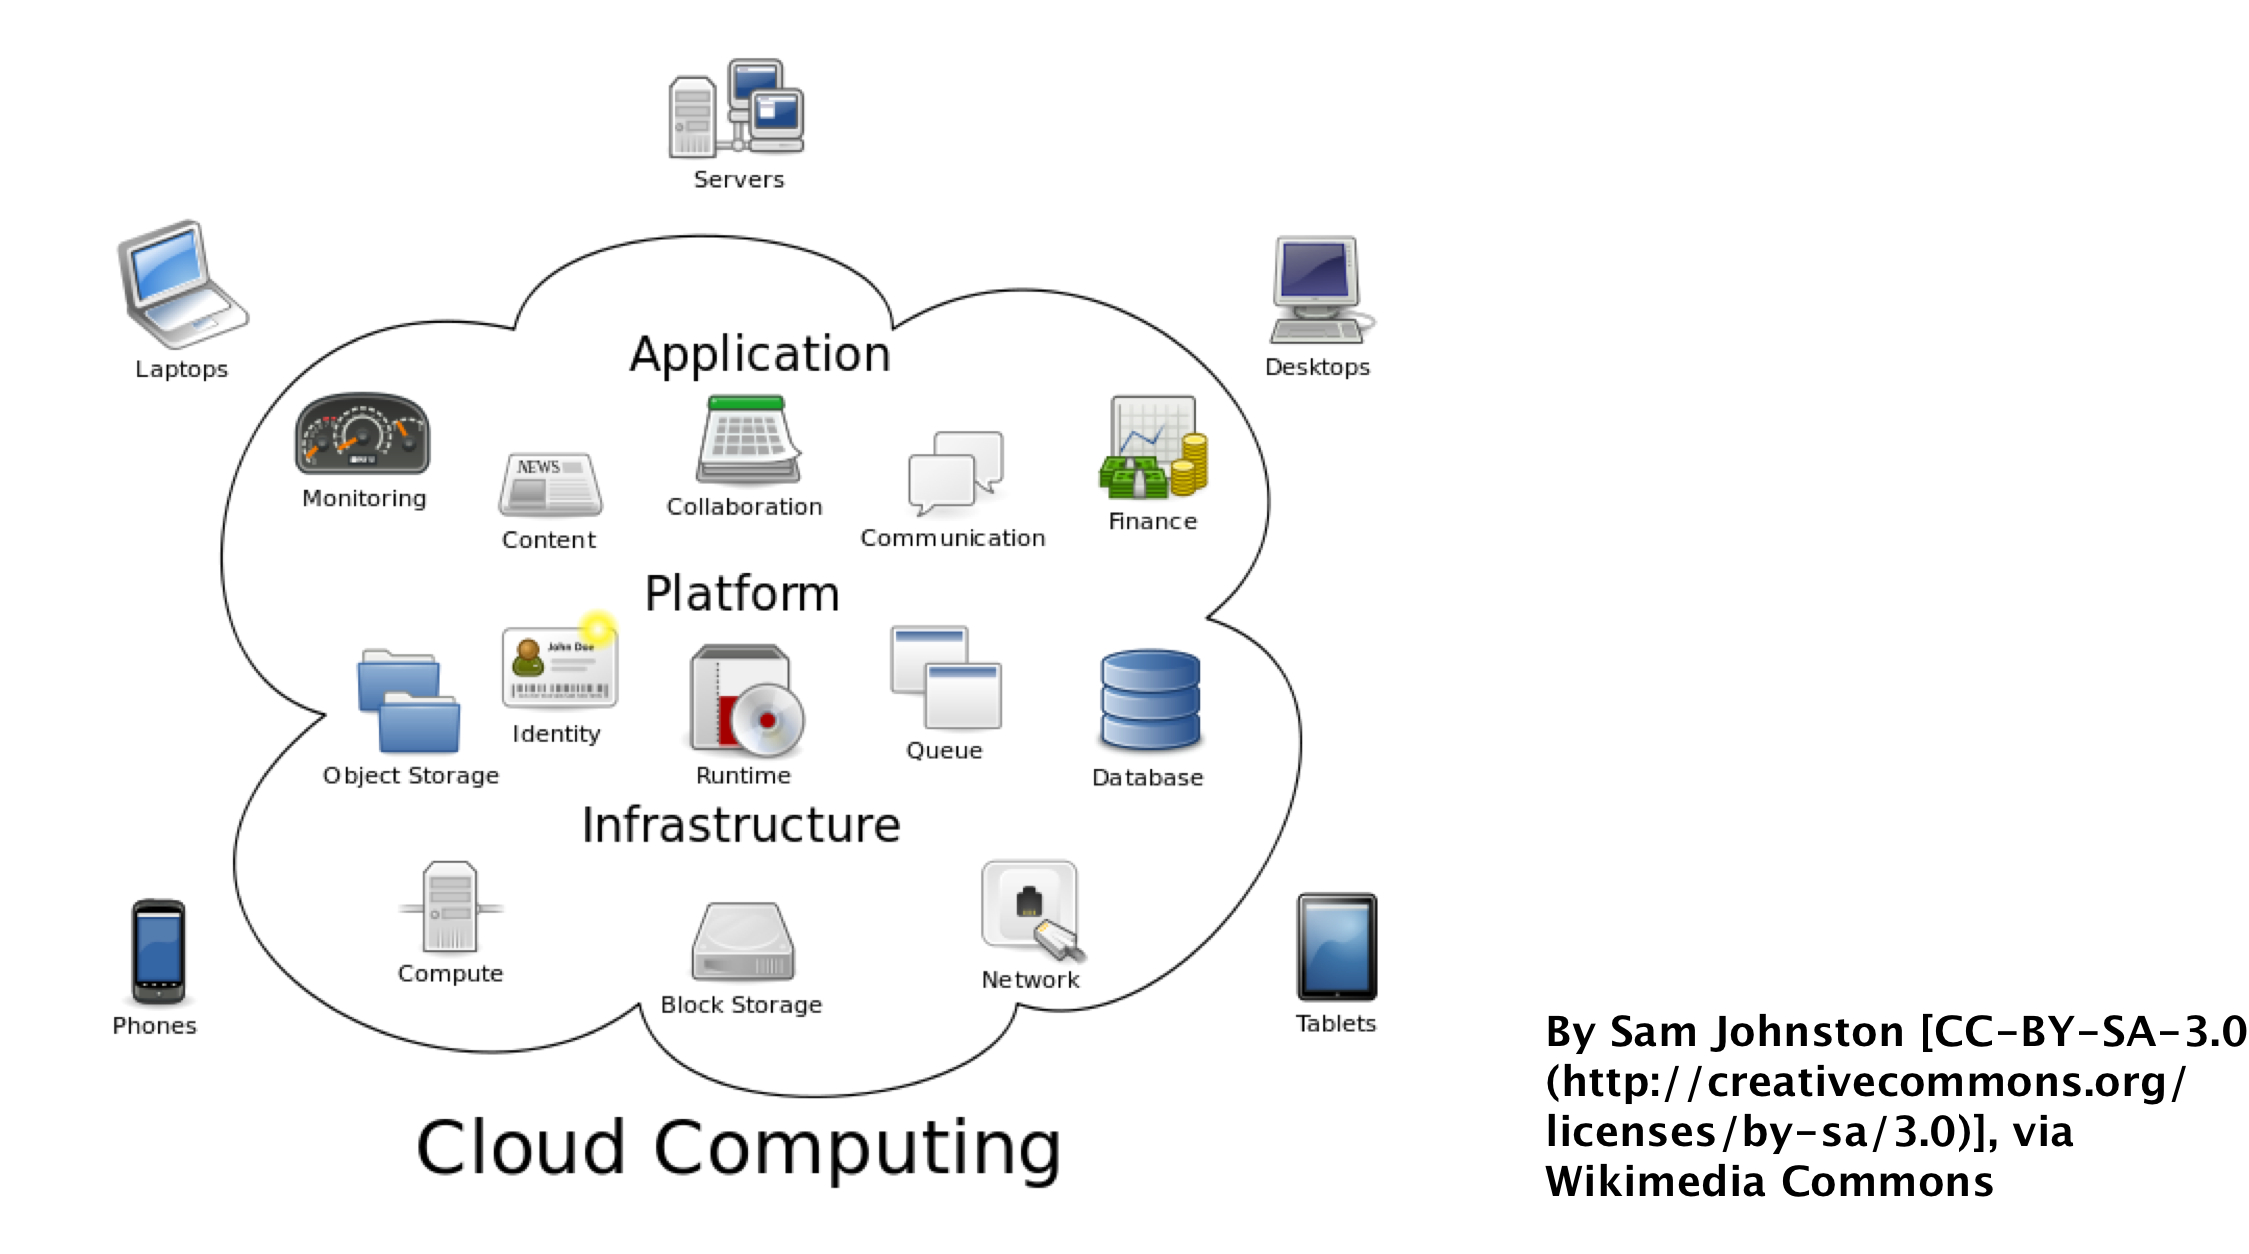 Servers
Laptops
Desktops
Application
Monitoring
NEWS
Content
Collaboration
Communication
Finance
Platform
John Doe
Object Storage
Identity
Runtime
Queue
Database
Infrastructure
Compute
Block Storage
Network
Phones
Tablets
Cloud Computing
By Sam Johnston [CC-BY-SA-3.0
(http://creativecommons.org/
licenses/by-sa/3.0)], via
Wikimedia Commons